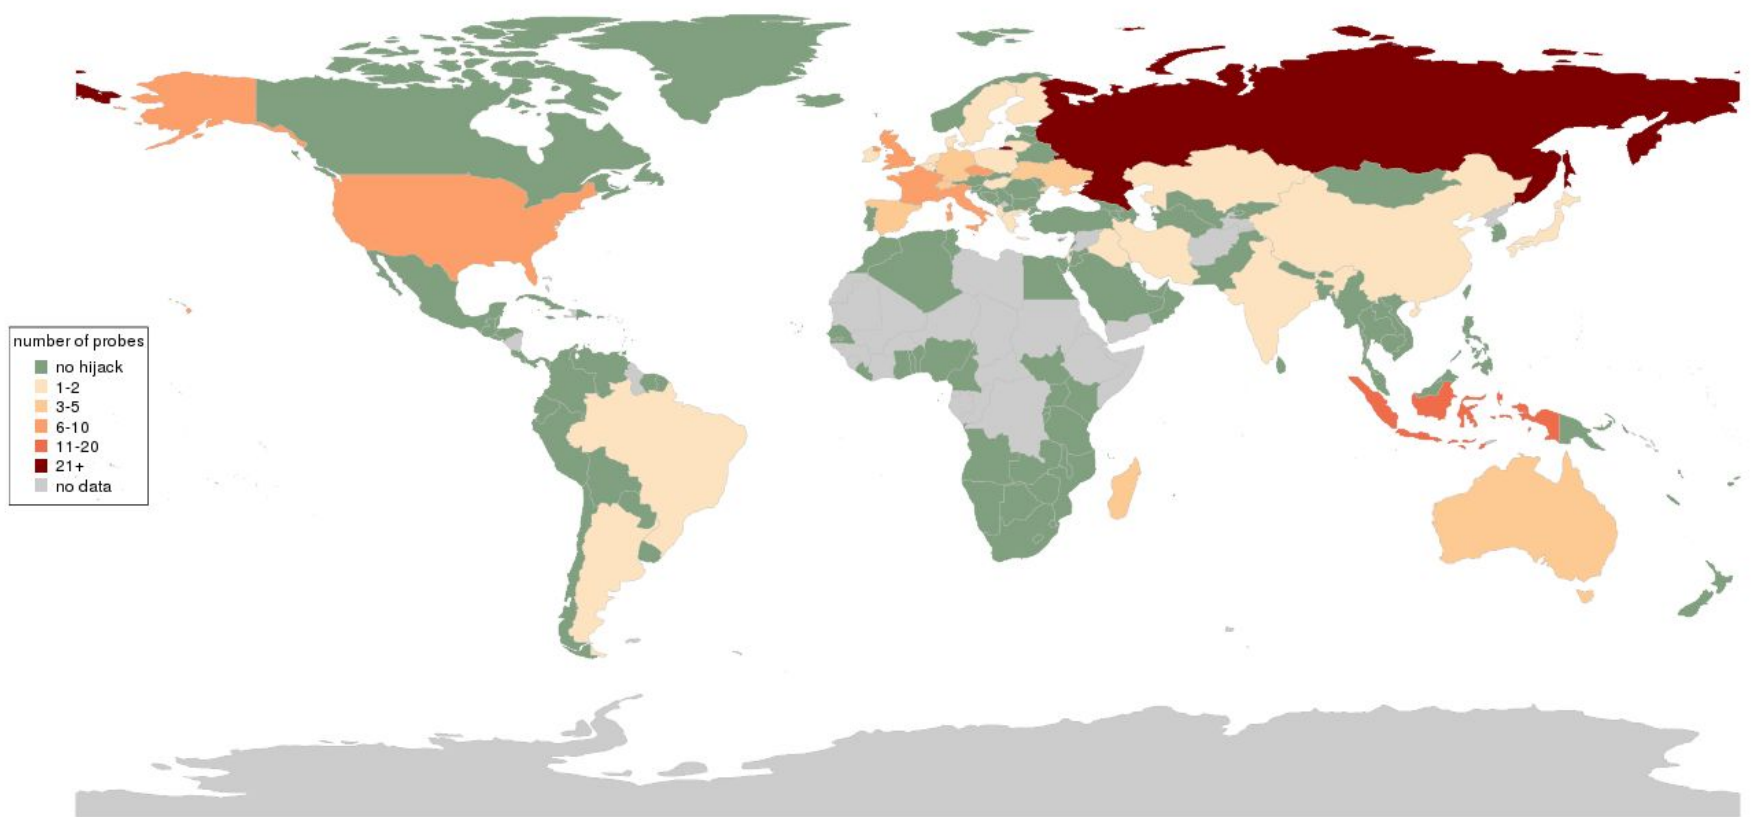 number of probes
no hijack
1-2
3-5
6-10
11-20
21+
no data